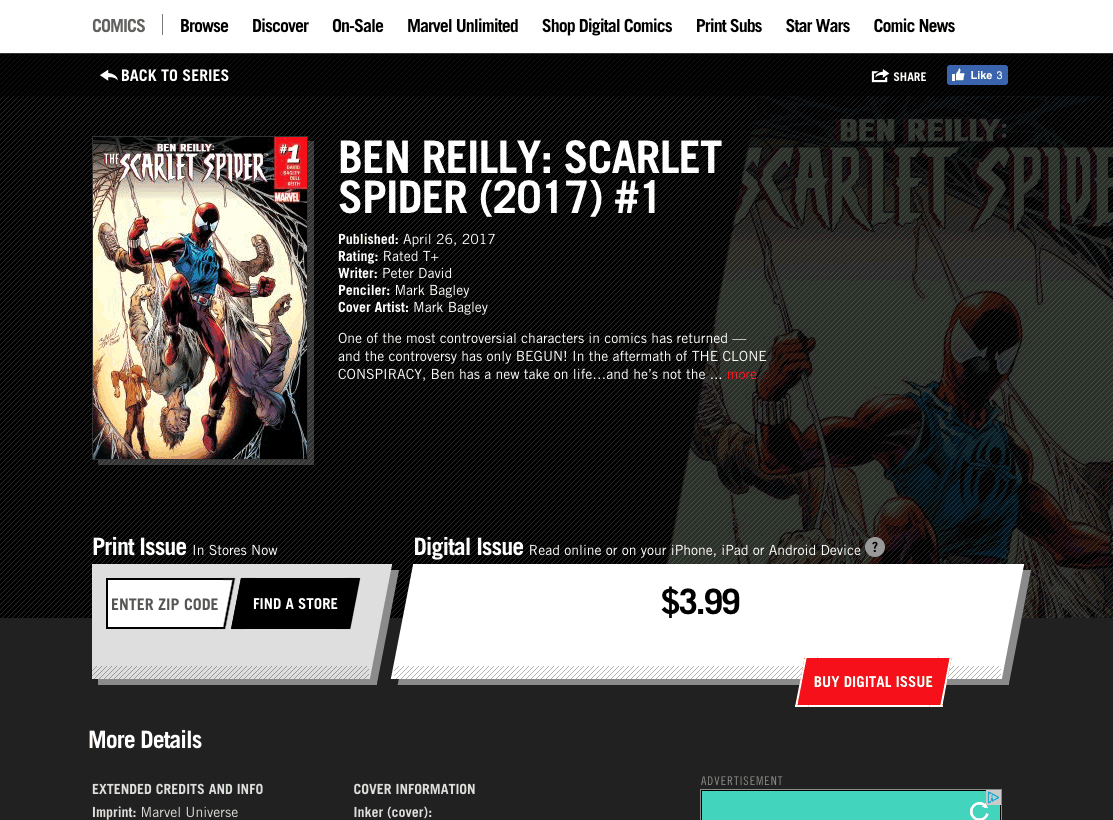 COMICS
Browse
Discover
On-Sale
Marvel Unlimited
Shop Digital Comics
Print Subs
Star Wars
Comic News
BACK TO SERIES
SHARE
Like 3
BEN REILLY:
THE SCARLET SPIDER
#1
DAVID
BAGLEY
DELL
KEITH
MARVEL
BEN REILLY: SCARLET
SPIDER (2017) #1
Published: April 26, 2017
Rating: Rated T+
Writer: Peter David
Penciler: Mark Bagley
Cover Artist: Mark Bagley
One of the most controversial characters in comics has returned —
and the controversy has only BEGUN! In the aftermath of THE CLONE
CONSPIRACY, Ben has a new take on life…and he's not the ... more
BEN REILLY:
SCARLET SP
Print Issue In Stores Now
ENTER ZIP CODE
FIND A STORE
Digital Issue Read online or on your iPhone, iPad or Android Device ?
$3.99
BUY DIGITAL ISSUE
More Details
EXTENDED CREDITS AND INFO
Imprint: Marvel Universe
COVER INFORMATION
Inker (cover):
ADVERTISEMENT